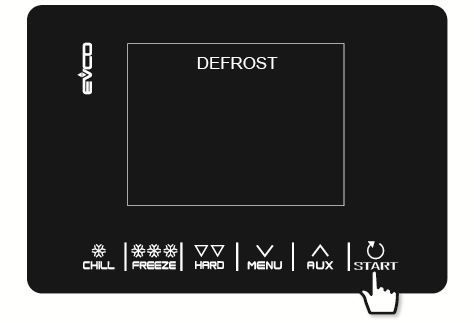 DEFROST
EVCO
CHILL FREEZE HARD MENU AUX START